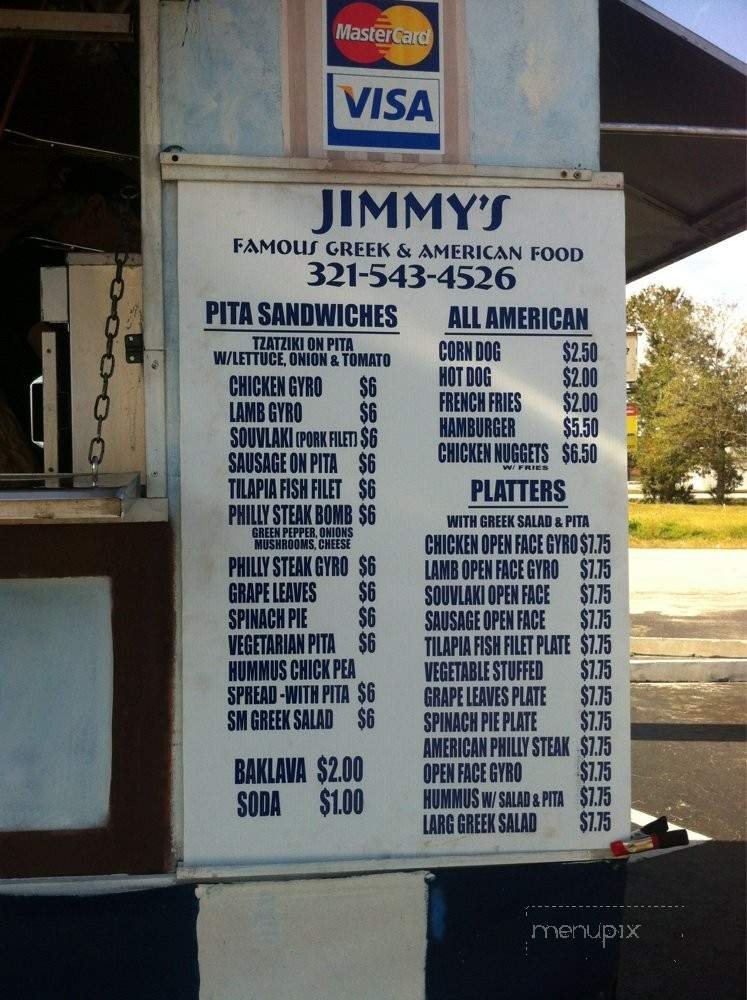 MasterCard
VISA
JIMMY'S
FAMOUS GREEK & AMERICAN FOOD
321-543-4526
PITA SANDWICHES
TZATZIKI ON PITA
W/LETTUCE, ONION & TOMATO
CHICKEN GYRO $6
LAMB GYRO $6
SOUVLAKI (PORK FILET) $6
SAUSAGE ON PITA $6
TILAPIA FISH FILET $6
PHILLY STEAK BOMB $6
GREEN PEPPER, ONIONS
MUSHROOMS, CHEESE
PHILLY STEAK GYRO $6
GRAPE LEAVES $6
SPINACH PIE $6
VEGETARIAN PITA $6
HUMMUS CHICK PEA
SPREAD -WITH PITA $6
SM GREEK SALAD $6
BAKLAVA $2.00
SODA $1.00
ALL AMERICAN
CORN DOG $2.50
HOT DOG $2.00
FRENCH FRIES $2.00
HAMBURGER $5.50
CHICKEN NUGGETS $6.50
W/ FRIES
PLATTERS
WITH GREEK SALAD & PITA
CHICKEN OPEN FACE GYRO $7.75
LAMB OPEN FACE GYRO $7.75
SOUVLAKI OPEN FACE $7.75
SAUSAGE OPEN FACE $7.75
TILAPIA FISH FILET PLATE $7.75
VEGETABLE STUFFED $7.75
GRAPE LEAVES PLATE $7.75
SPINACH PIE PLATE $7.75
AMERICAN PHILLY STEAK $7.75
OPEN FACE GYRO $7.75
HUMMUS W/ SALAD & PITA $7.75
LARG GREEK SALAD $7.75
menupix